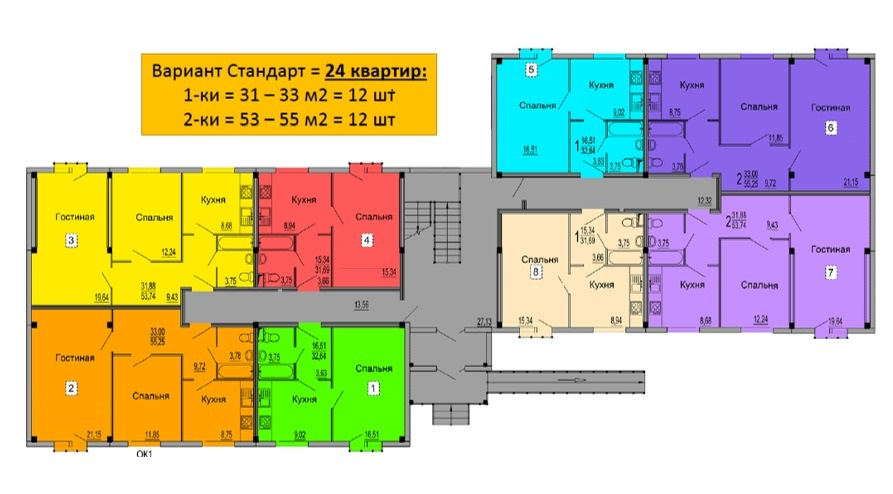 Вариант Стандарт = 24 квартир:
1-ки = 31 – 33 м2 = 12 шт
2-ки = 53 – 55 м2 = 12 шт
5
Спальня
16,51
Кухня
9,02
1 16,51
32,64
3,63
3,75
Кухня
8,75
3,78
Спальня
11,85
2 33,00
55,25
9,72
Гостиная
6
21,15
Гостиная
3
19,64
Спальня
12,24
31,88
53,74
9,43
Кухня
8,68
3,75
Кухня
8,94
3,75
15,34
31,69
3,66
Спальня
4
15,34
12,32
13,56
27,13
Спальня
8
15,34
1 15,34
31,69
3,66
3,75
Кухня
8,94
3,75
Кухня
8,68
2 31,88
53,74
9,43
Спальня
12,24
Гостиная
7
19,64
Гостиная
2
21,15
33,00
55,25
9,72
3,78
Спальня
11,85
Кухня
8,75
3,75
16,51
32,64
3,63
Кухня
9,02
Спальня
1
16,51
ОК1